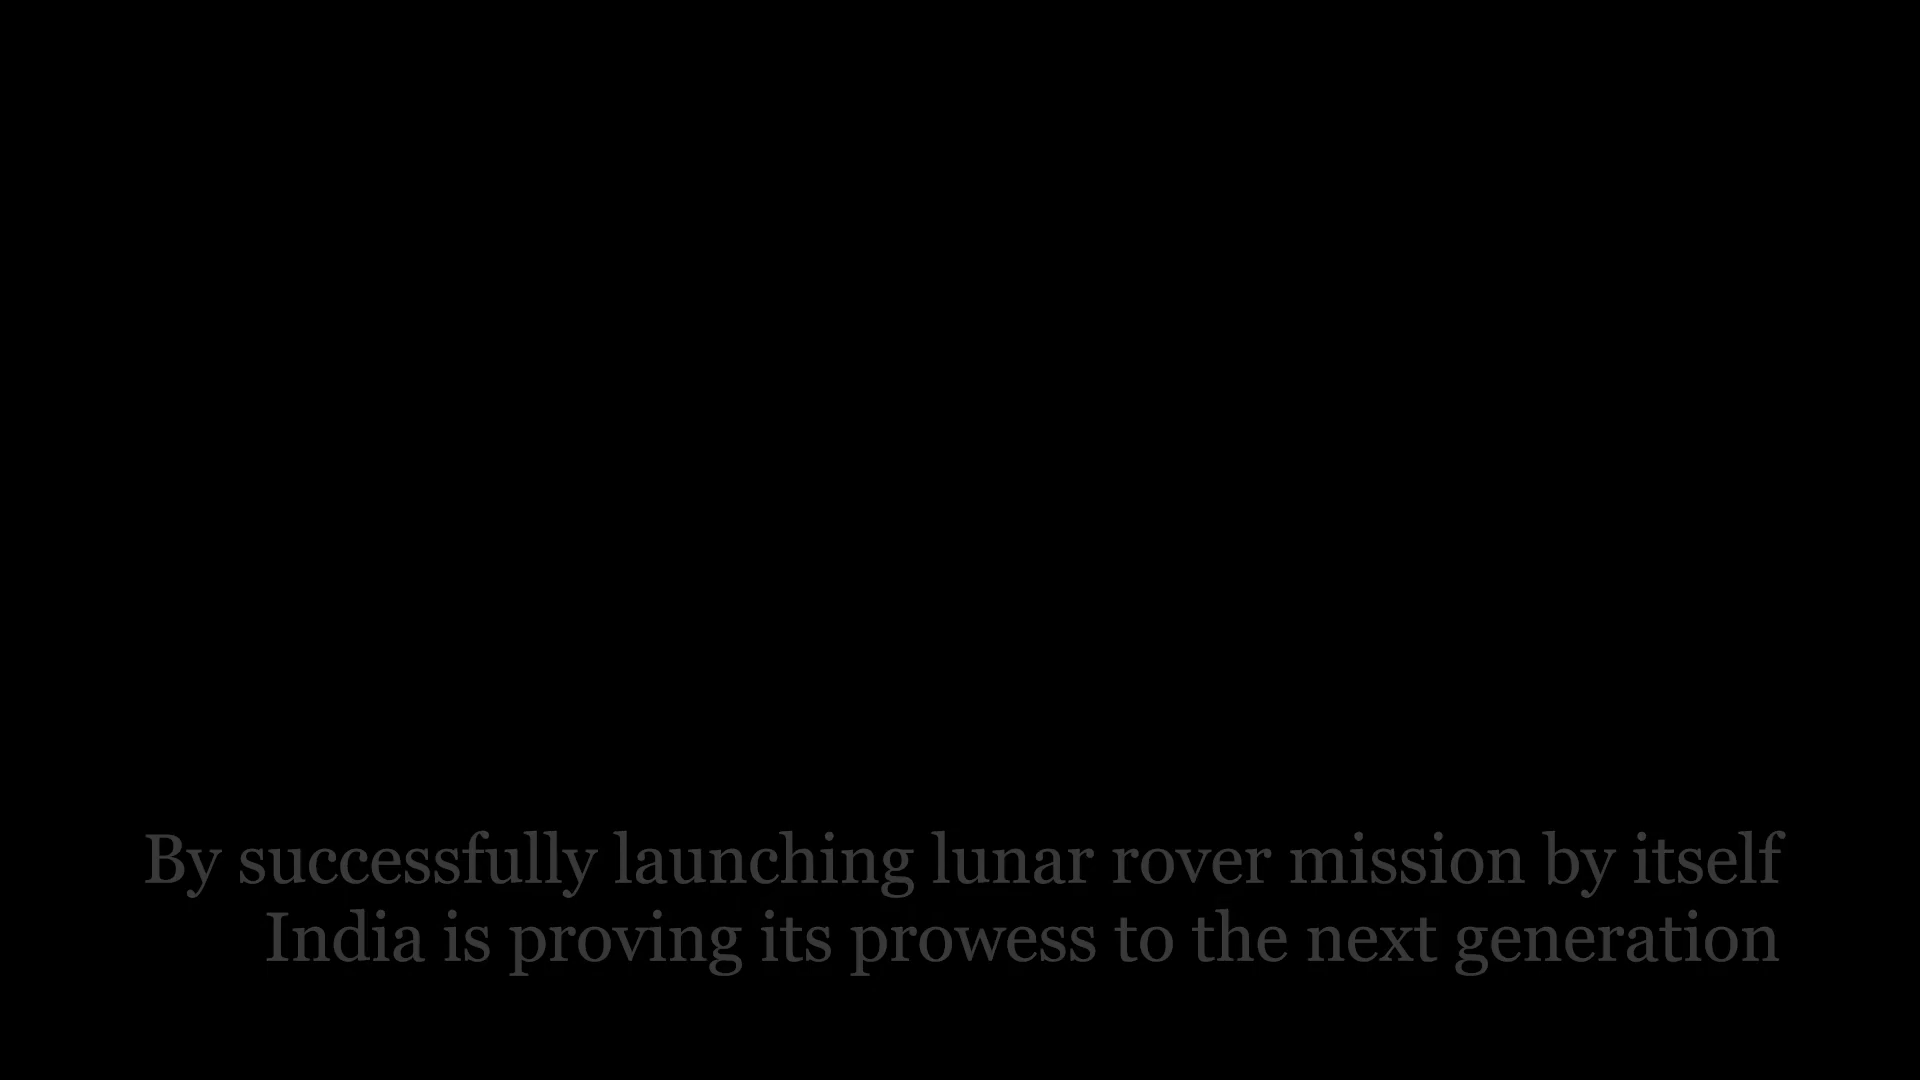 By successfully launching lunar rover mission by itself
India is proving its prowess to the next generation